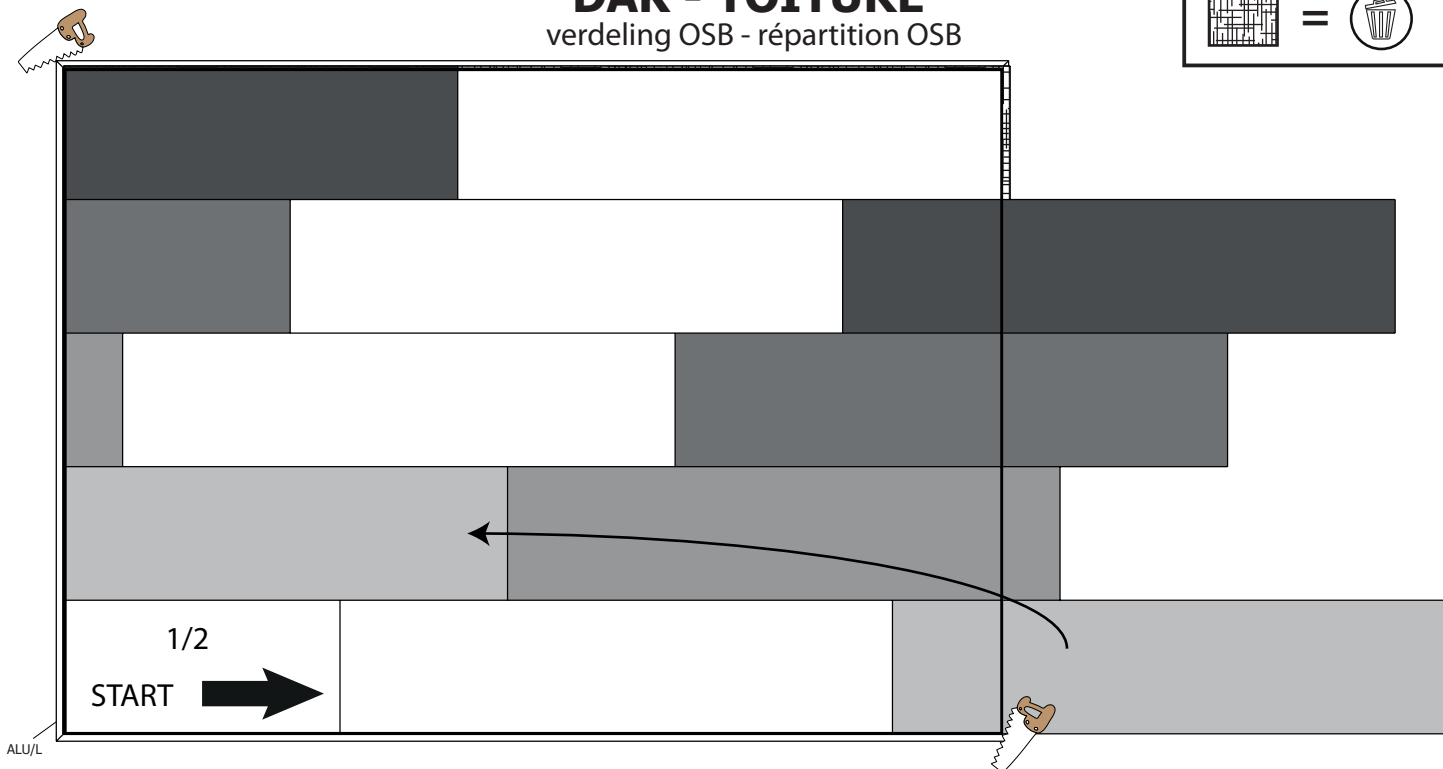 DAK - TOITURE
verdeling OSB - répartition OSB
=
1/2
START
ALU/L